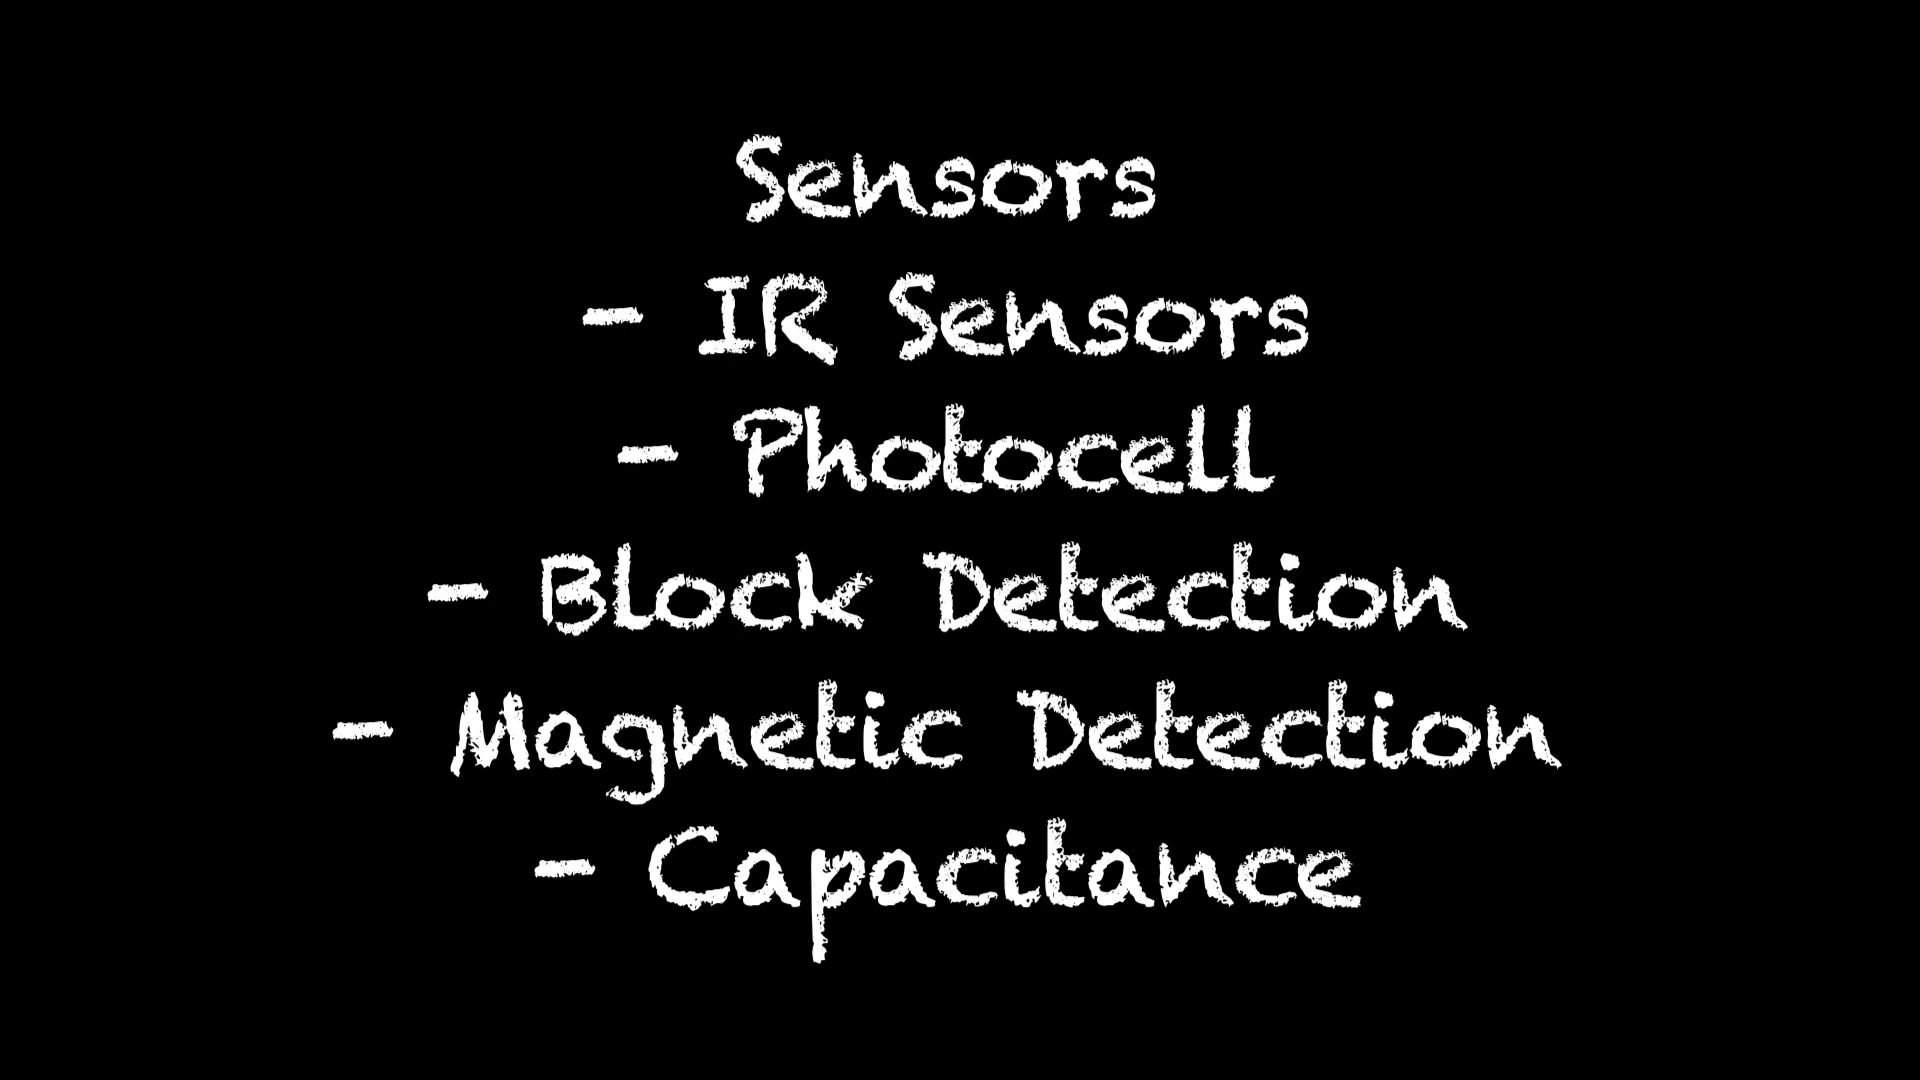 Sensors
- IR Sensors
- Photocell
- Block Detection
- Magnetic Detection
- Capacitance